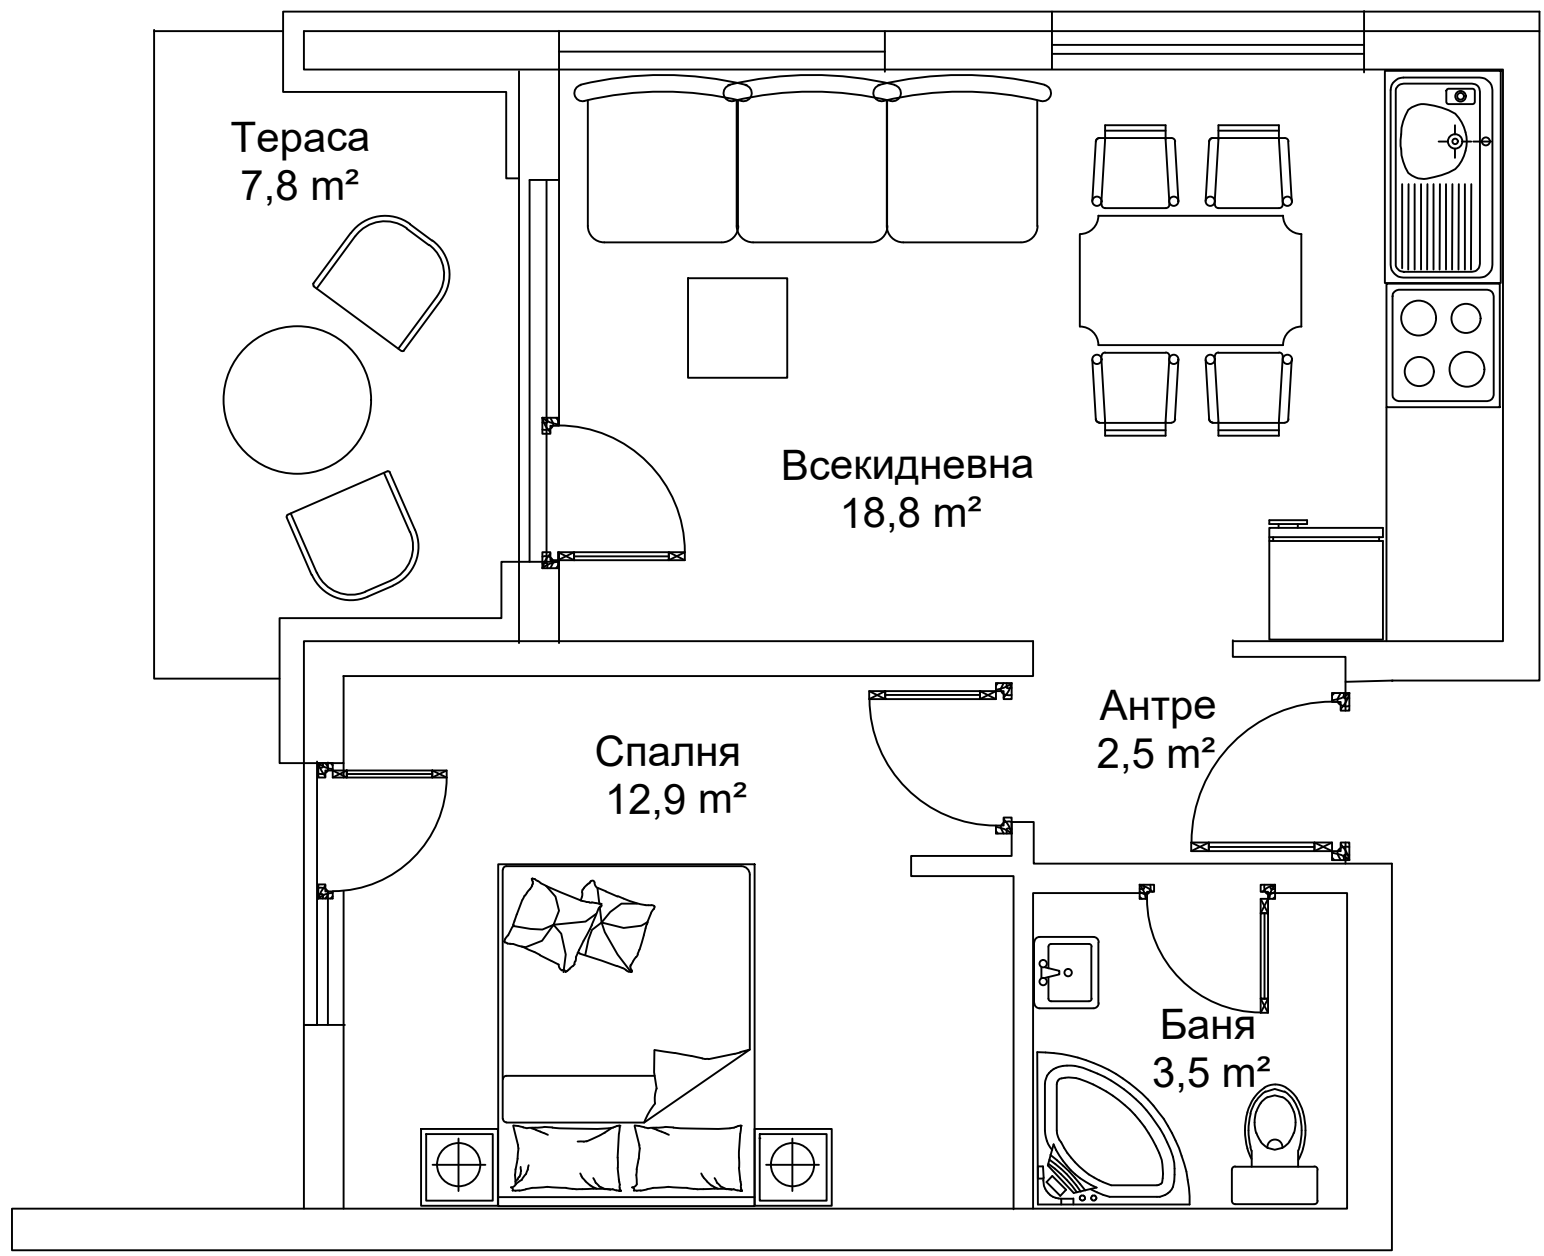 Тераса
7,8 m²
Всекидневна
18,8 m²
Антре
2,5 m²
Спалня
12,9 m²
Баня
3,5 m²